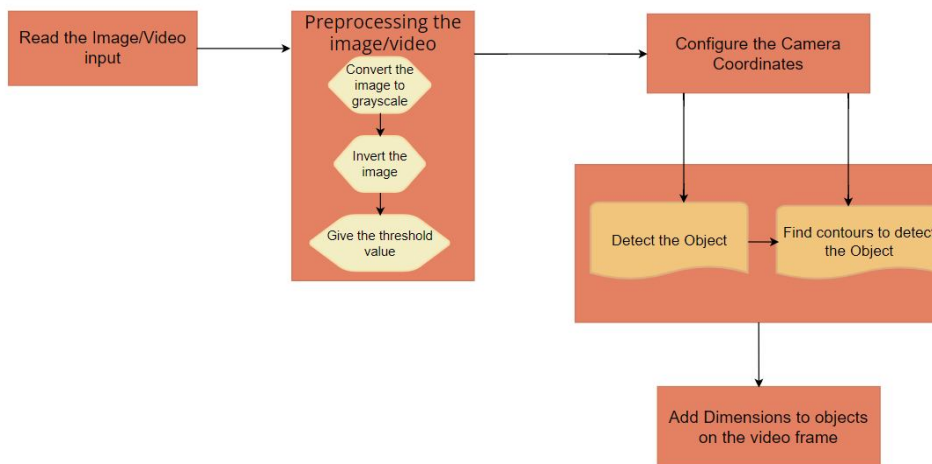 Read the Image/Video
input
Preprocessing the
image/video
Convert the
image to
grayscale
Invert the
image
Give the threshold
value
Configure the Camera
Coordinates
Detect the Object
Find contours to detect
the Object
Add Dimensions to objects
on the video frame